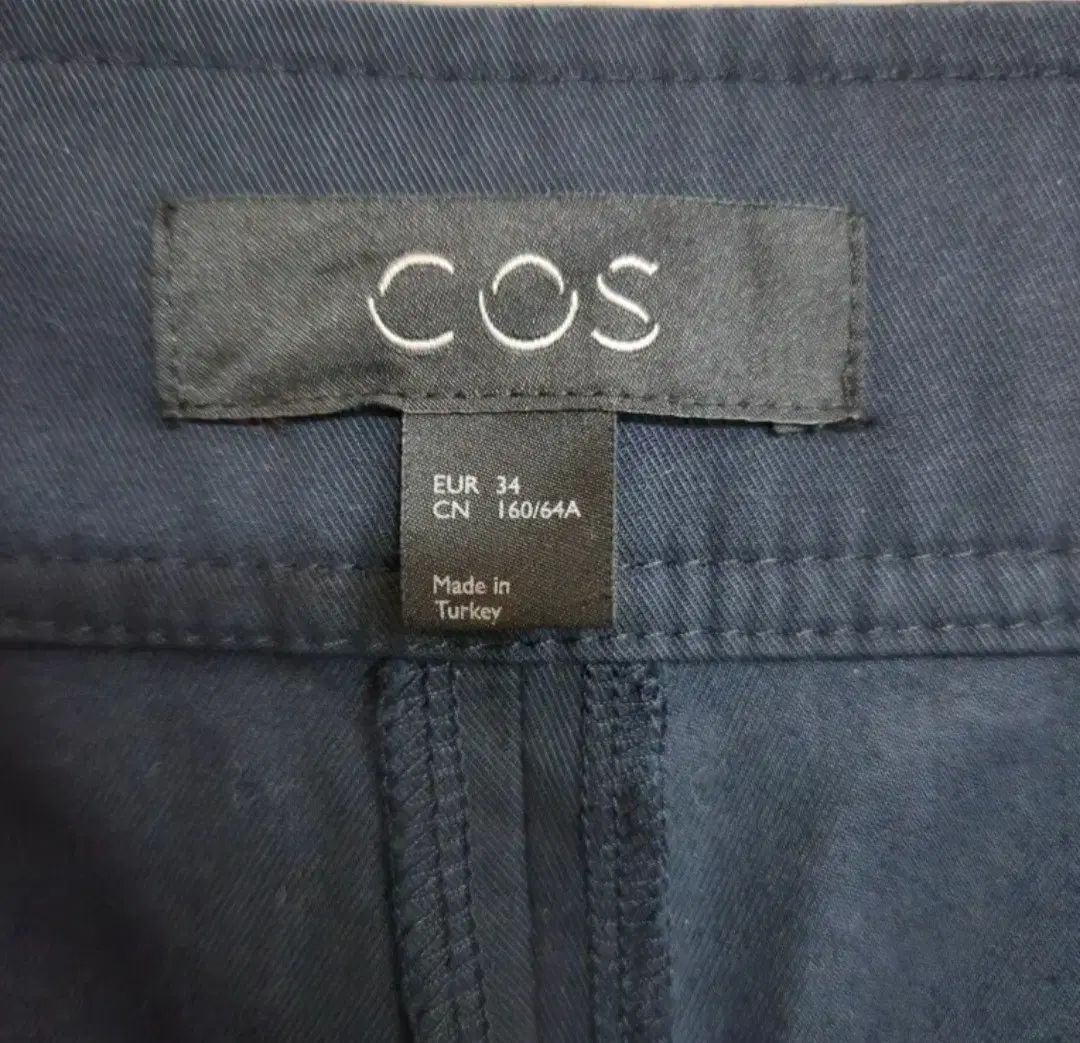 COS
EUR 34
CN 160/64A
Made in
Turkey